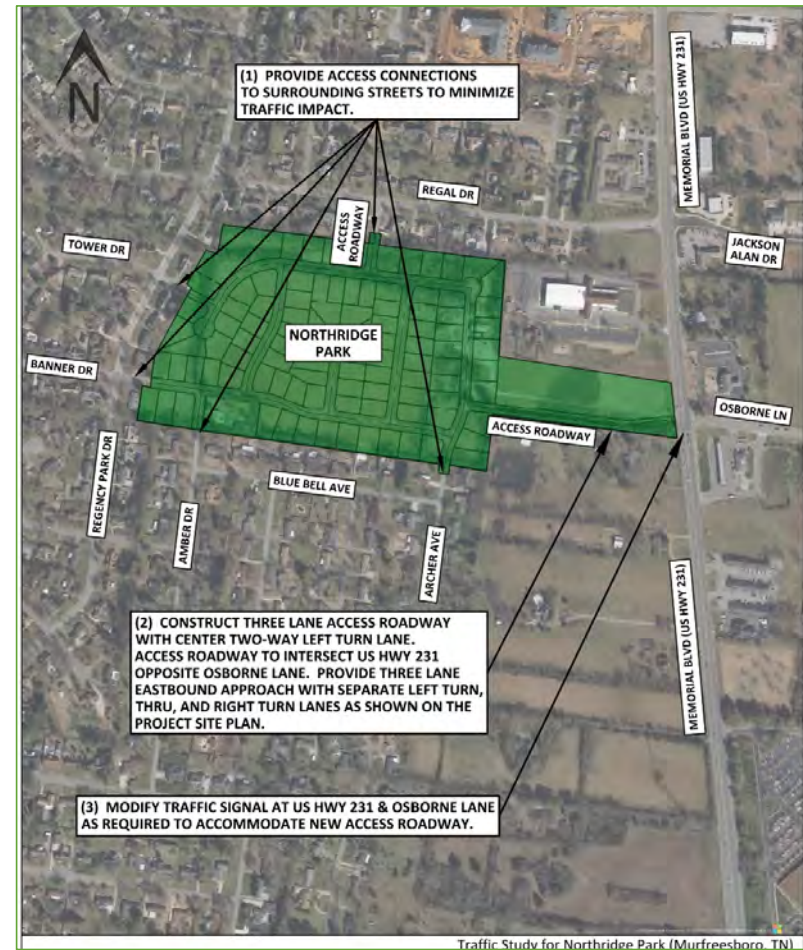 N
(1) PROVIDE ACCESS CONNECTIONS
TO SURROUNDING STREETS TO MINIMIZE
TRAFFIC IMPACT.
MEMORIAL BLVD (US HWY 231)
REGAL DR
ACCESS
ROADWAY
TOWER DR
JACKSON
ALAN DR
NORTHRIDGE
PARK
BANNER DR
OSBORNE LN
ACCESS ROADWAY
REGENCY PARK DR
BLUE BELL AVE
AMBER DR
ARCHER AVE
MEMORIAL BLVD (US HWY 231)
(2) CONSTRUCT THREE LANE ACCESS ROADWAY
WITH CENTER TWO-WAY LEFT TURN LANE.
ACCESS ROADWAY TO INTERSECT US HWY 231
OPPOSITE OSBORNE LANE. PROVIDE THREE LANE
EASTBOUND APPROACH WITH SEPARATE LEFT TURN,
THRU, AND RIGHT TURN LANES AS SHOWN ON THE
PROJECT SITE PLAN.
(3) MODIFY TRAFFIC SIGNAL AT US HWY 231 & OSBORNE LANE
AS REQUIRED TO ACCOMMODATE NEW ACCESS ROADWAY.
Traffic Study for Northridge Park (Murfreesboro, TN)